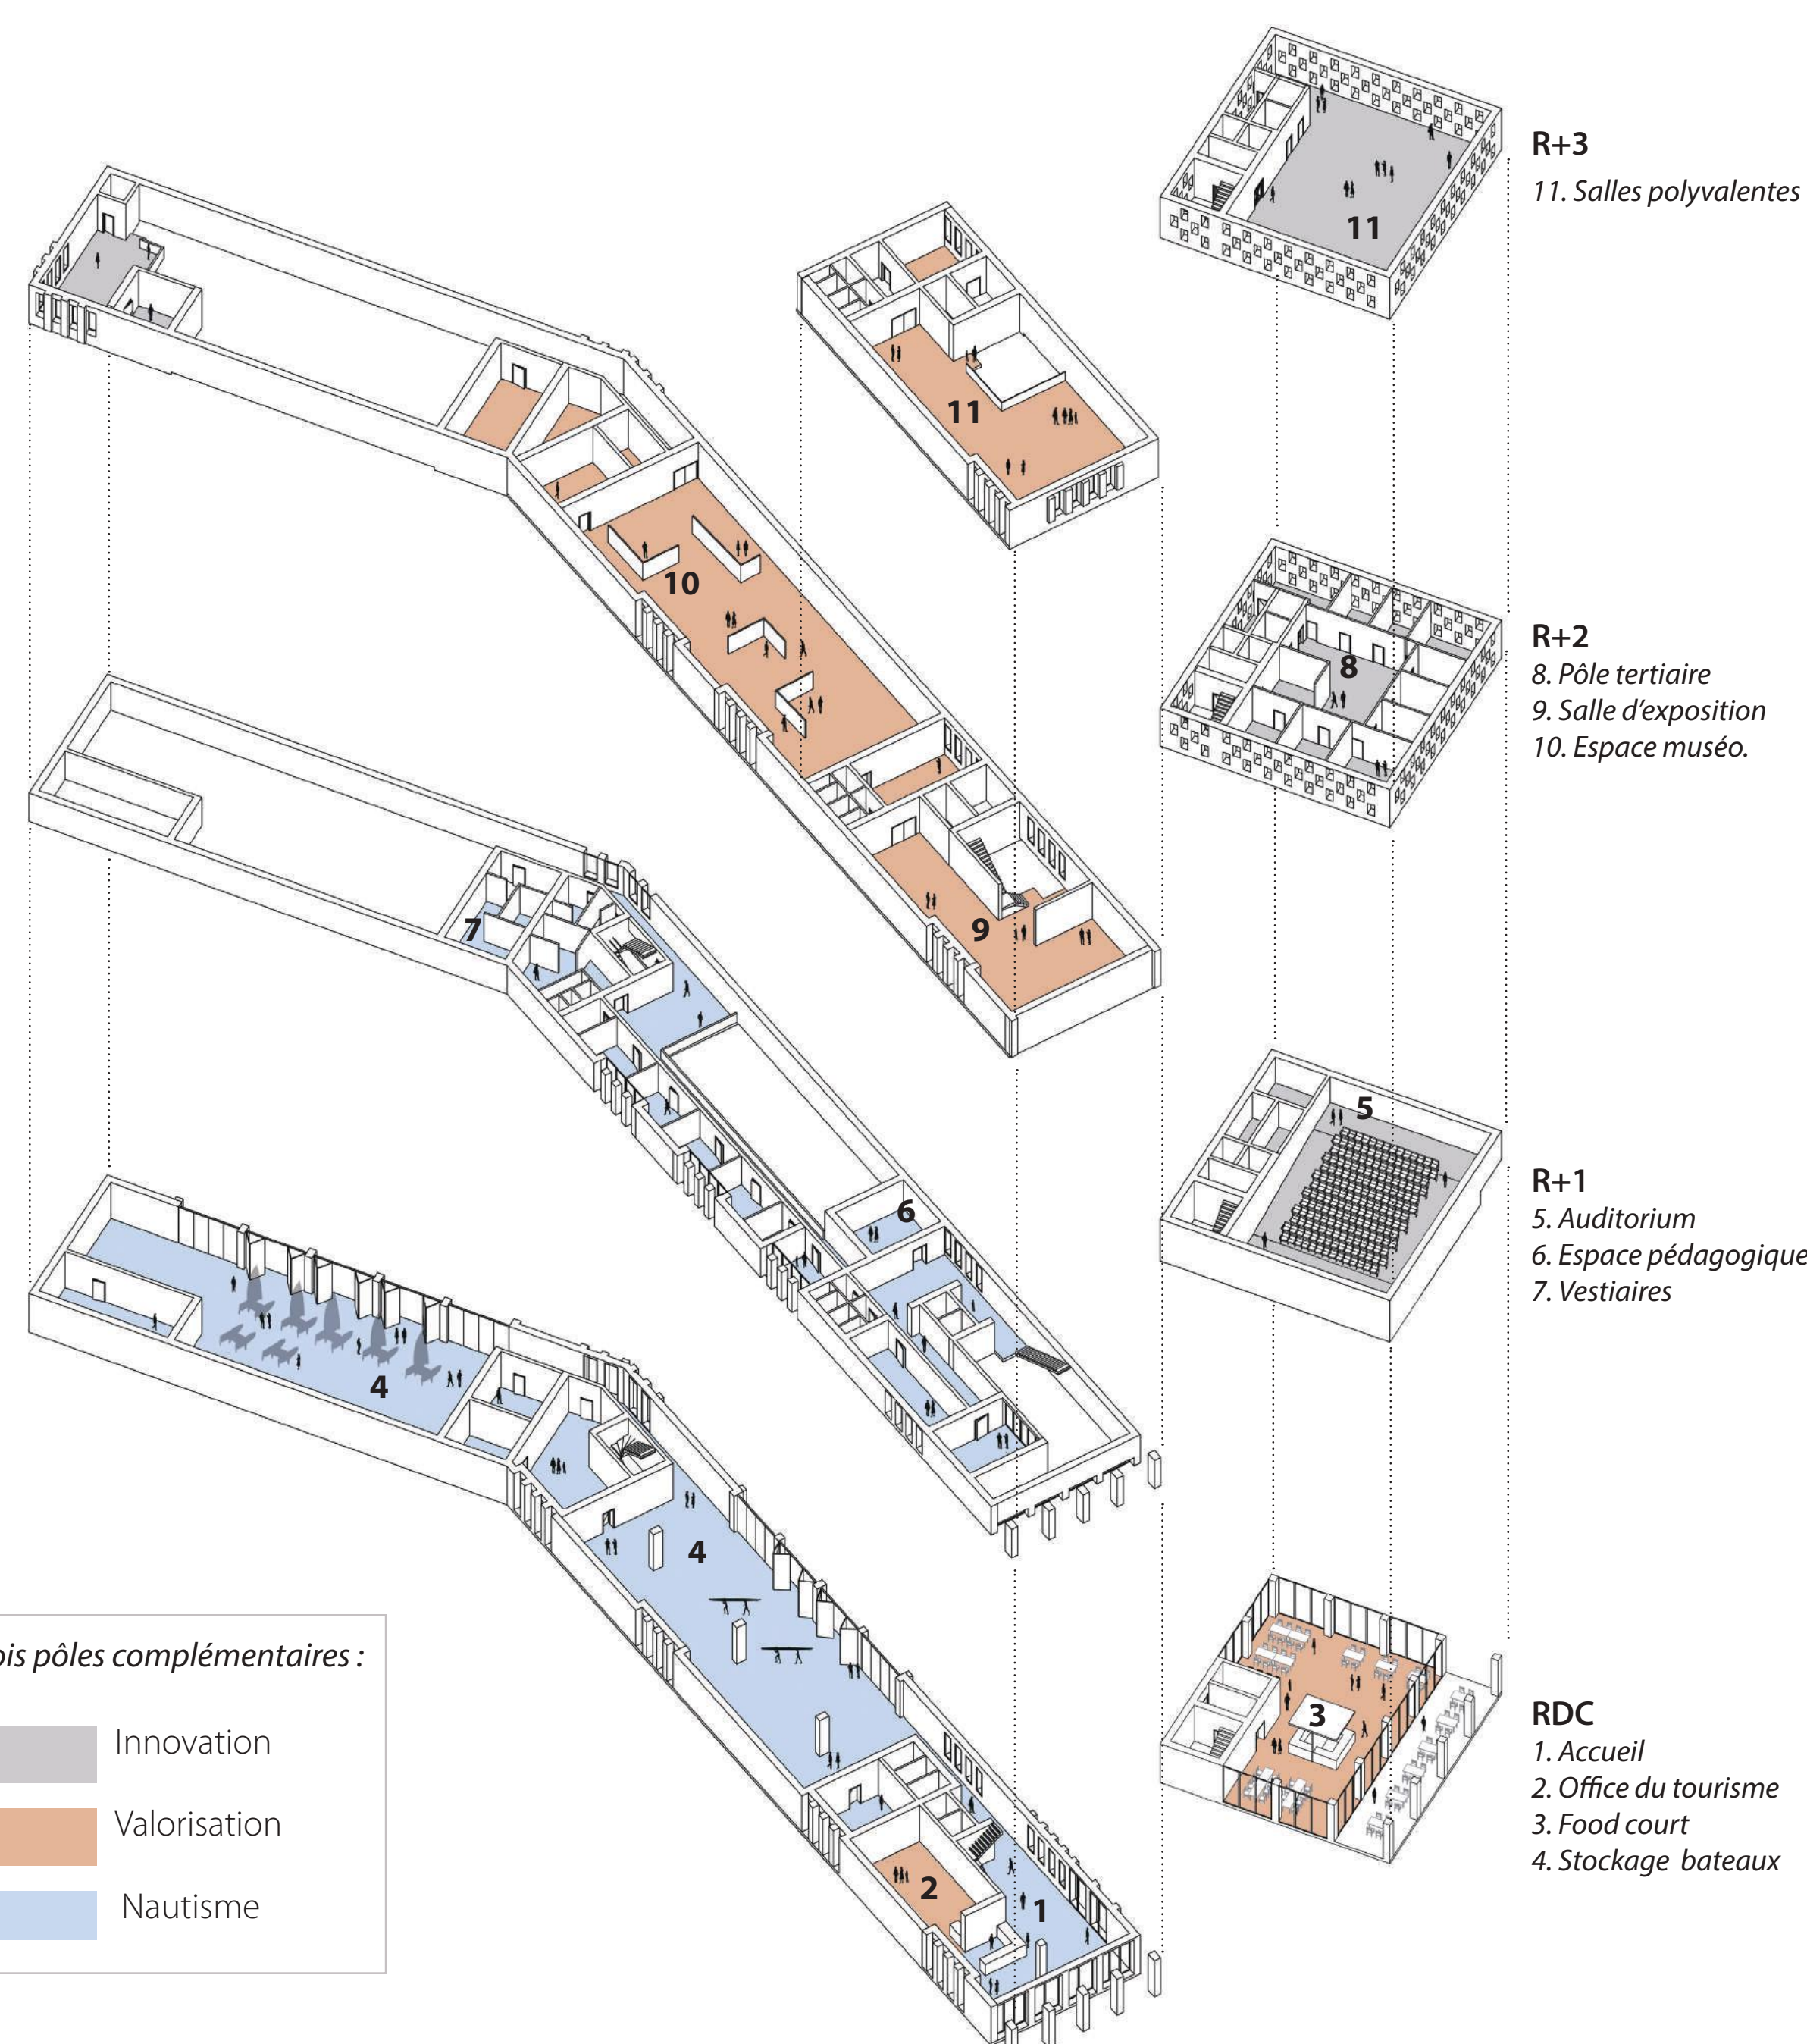 R+3
11. Salles polyvalentes
11
11
R+2
8. Pôle tertiaire
9. Salle d'exposition
10. Espace muséo.
10
8
9
R+1
5. Auditorium
6. Espace pédagogique
7. Vestiaires
7
5
6
RDC
1. Accueil
2. Office du tourisme
3. Food court
4. Stockage bateaux
4
4
3
2
1
pôles complémentaires :
Innovation
Valorisation
Nautisme